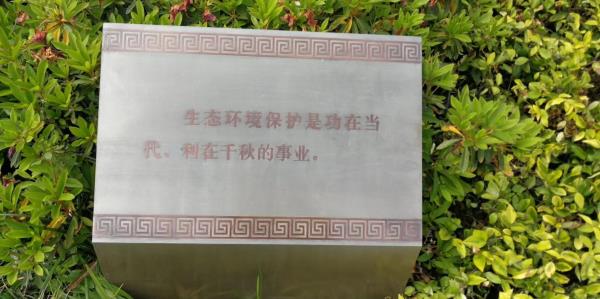 生态环境保护是功在当
代、利在千秋的事业。